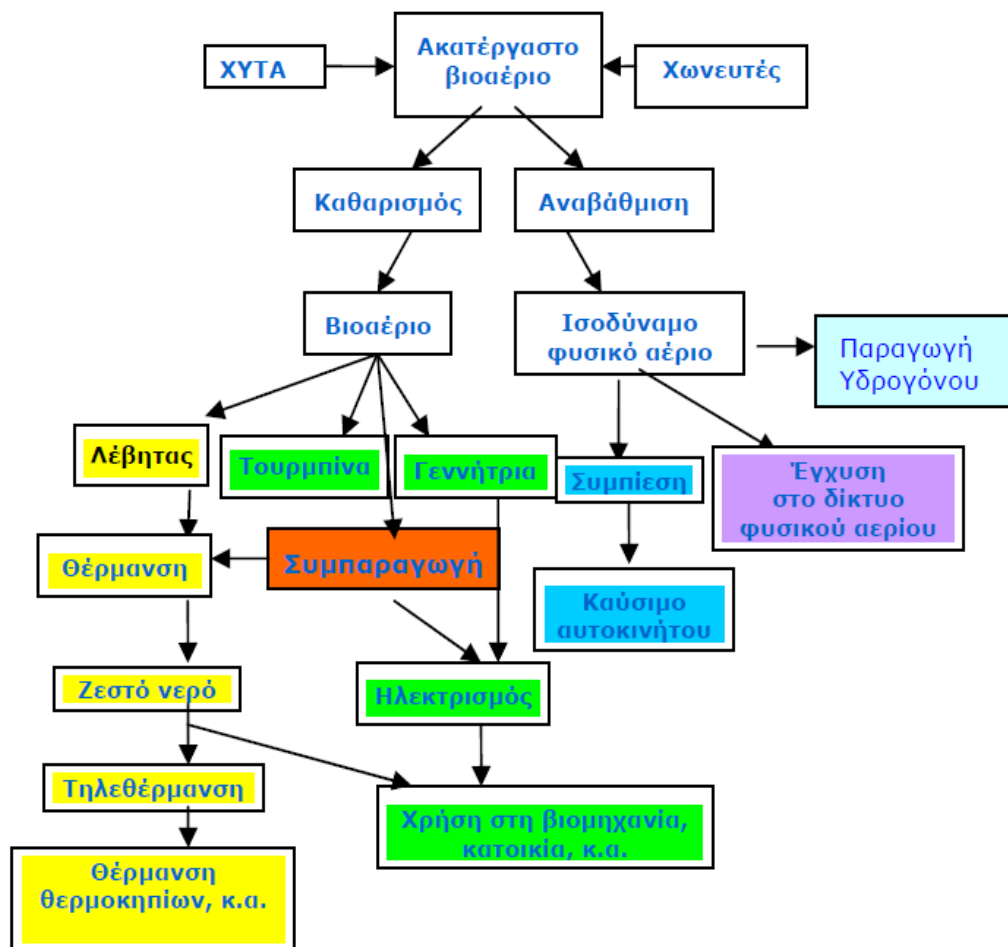 ΧΥΤΑ
Ακατέργαστο
βιοαέριο
Χωνευτές
Καθαρισμός
Αναβάθμιση
Βιοαέριο
Ισοδύναμο
φυσικό αέριο
Παραγωγή
Υδρογόνου
Λέβητας
Τουρμπίνα
Γεννήτρια
Συμπίεση
Έγχυση
στο δίκτυο
φυσικού αερίου
Θέρμανση
Συμπαραγωγή
Καύσιμο
αυτοκινήτου
Ζεστό νερό
Ηλεκτρισμός
Τηλεθέρμανση
Χρήση στη βιομηχανία,
κατοικία, κ.α.
Θέρμανση
θερμοκηπίων, κ.α.